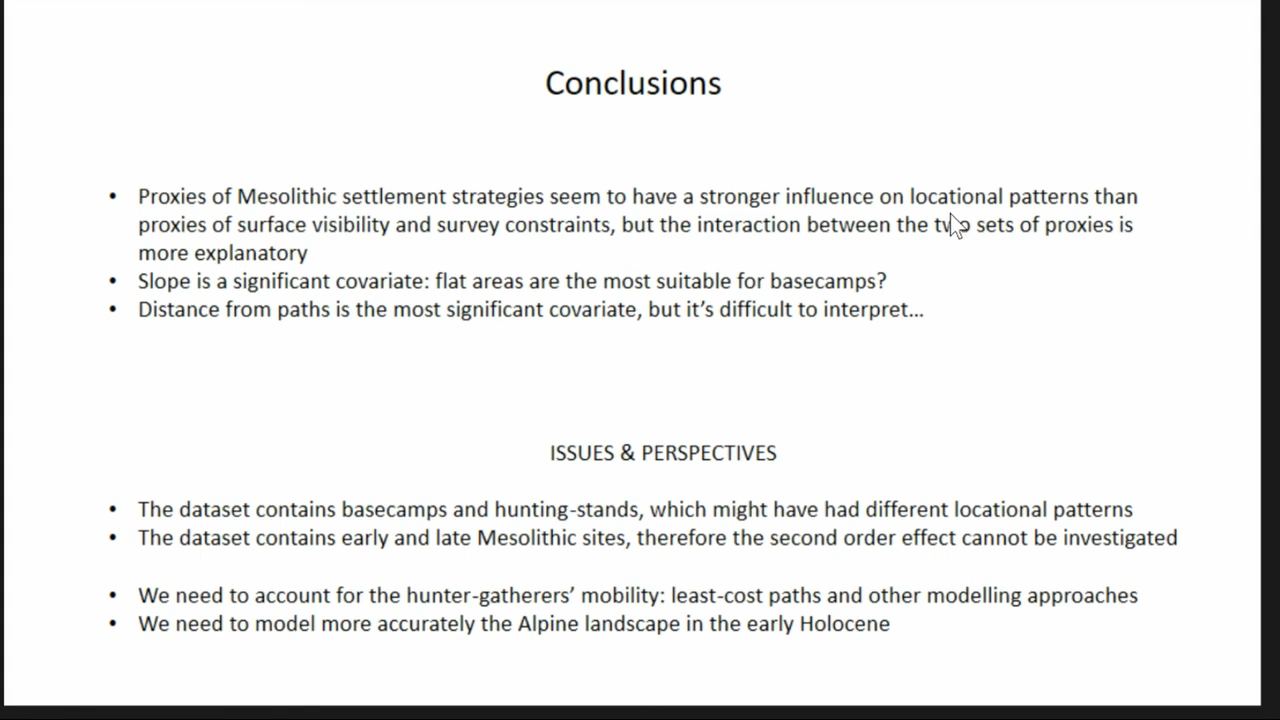 Conclusions
• Proxies of Mesolithic settlement strategies seem to have a stronger influence on locational patterns than
proxies of surface visibility and survey constraints, but the interaction between the two sets of proxies is
more explanatory
• Slope is a significant covariate: flat areas are the most suitable for basecamps?
• Distance from paths is the most significant covariate, but it’s difficult to interpret...
ISSUES & PERSPECTIVES
• The dataset contains basecamps and hunting-stands, which might have had different locational patterns
• The dataset contains early and late Mesolithic sites, therefore the second order effect cannot be investigated
• We need to account for the hunter-gatherers’ mobility: least-cost paths and other modelling approaches
• We need to model more accurately the Alpine landscape in the early Holocene